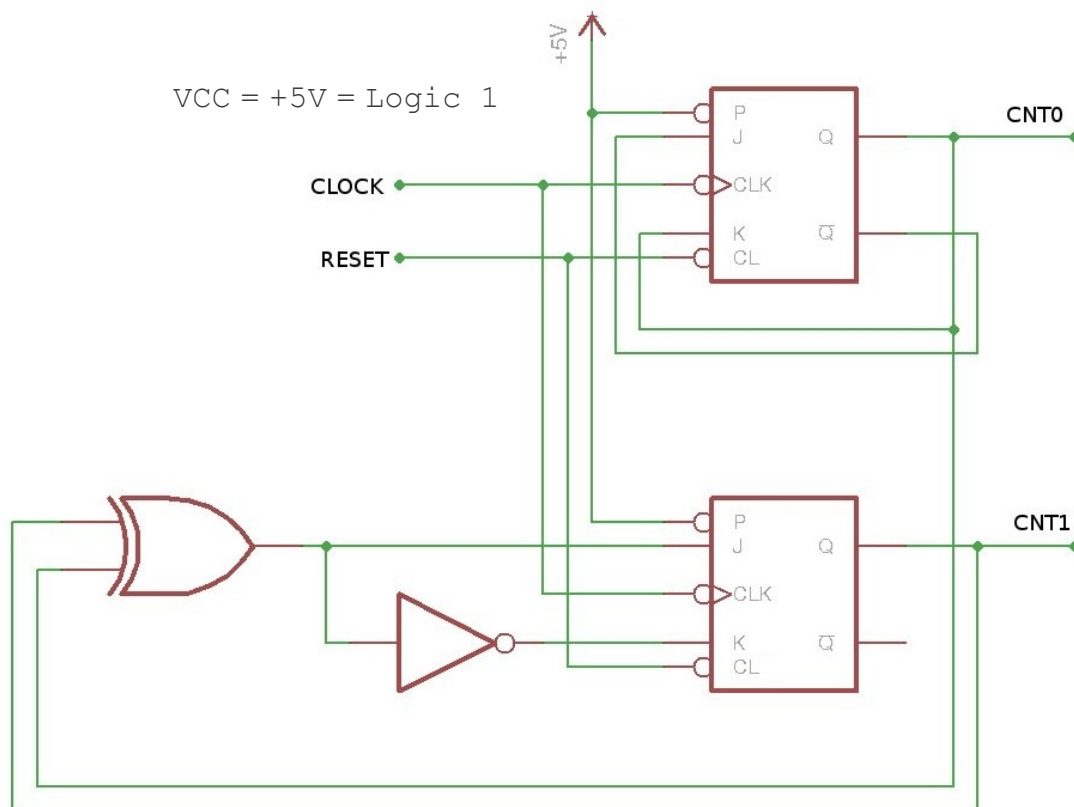 +5V
VCC = +5V = Logic 1
CNT0
P
J
Q
CLOCK
CLK
K
Q̅
RESET
CL
CNT1
P
J
Q
CLK
K
Q̅
CL